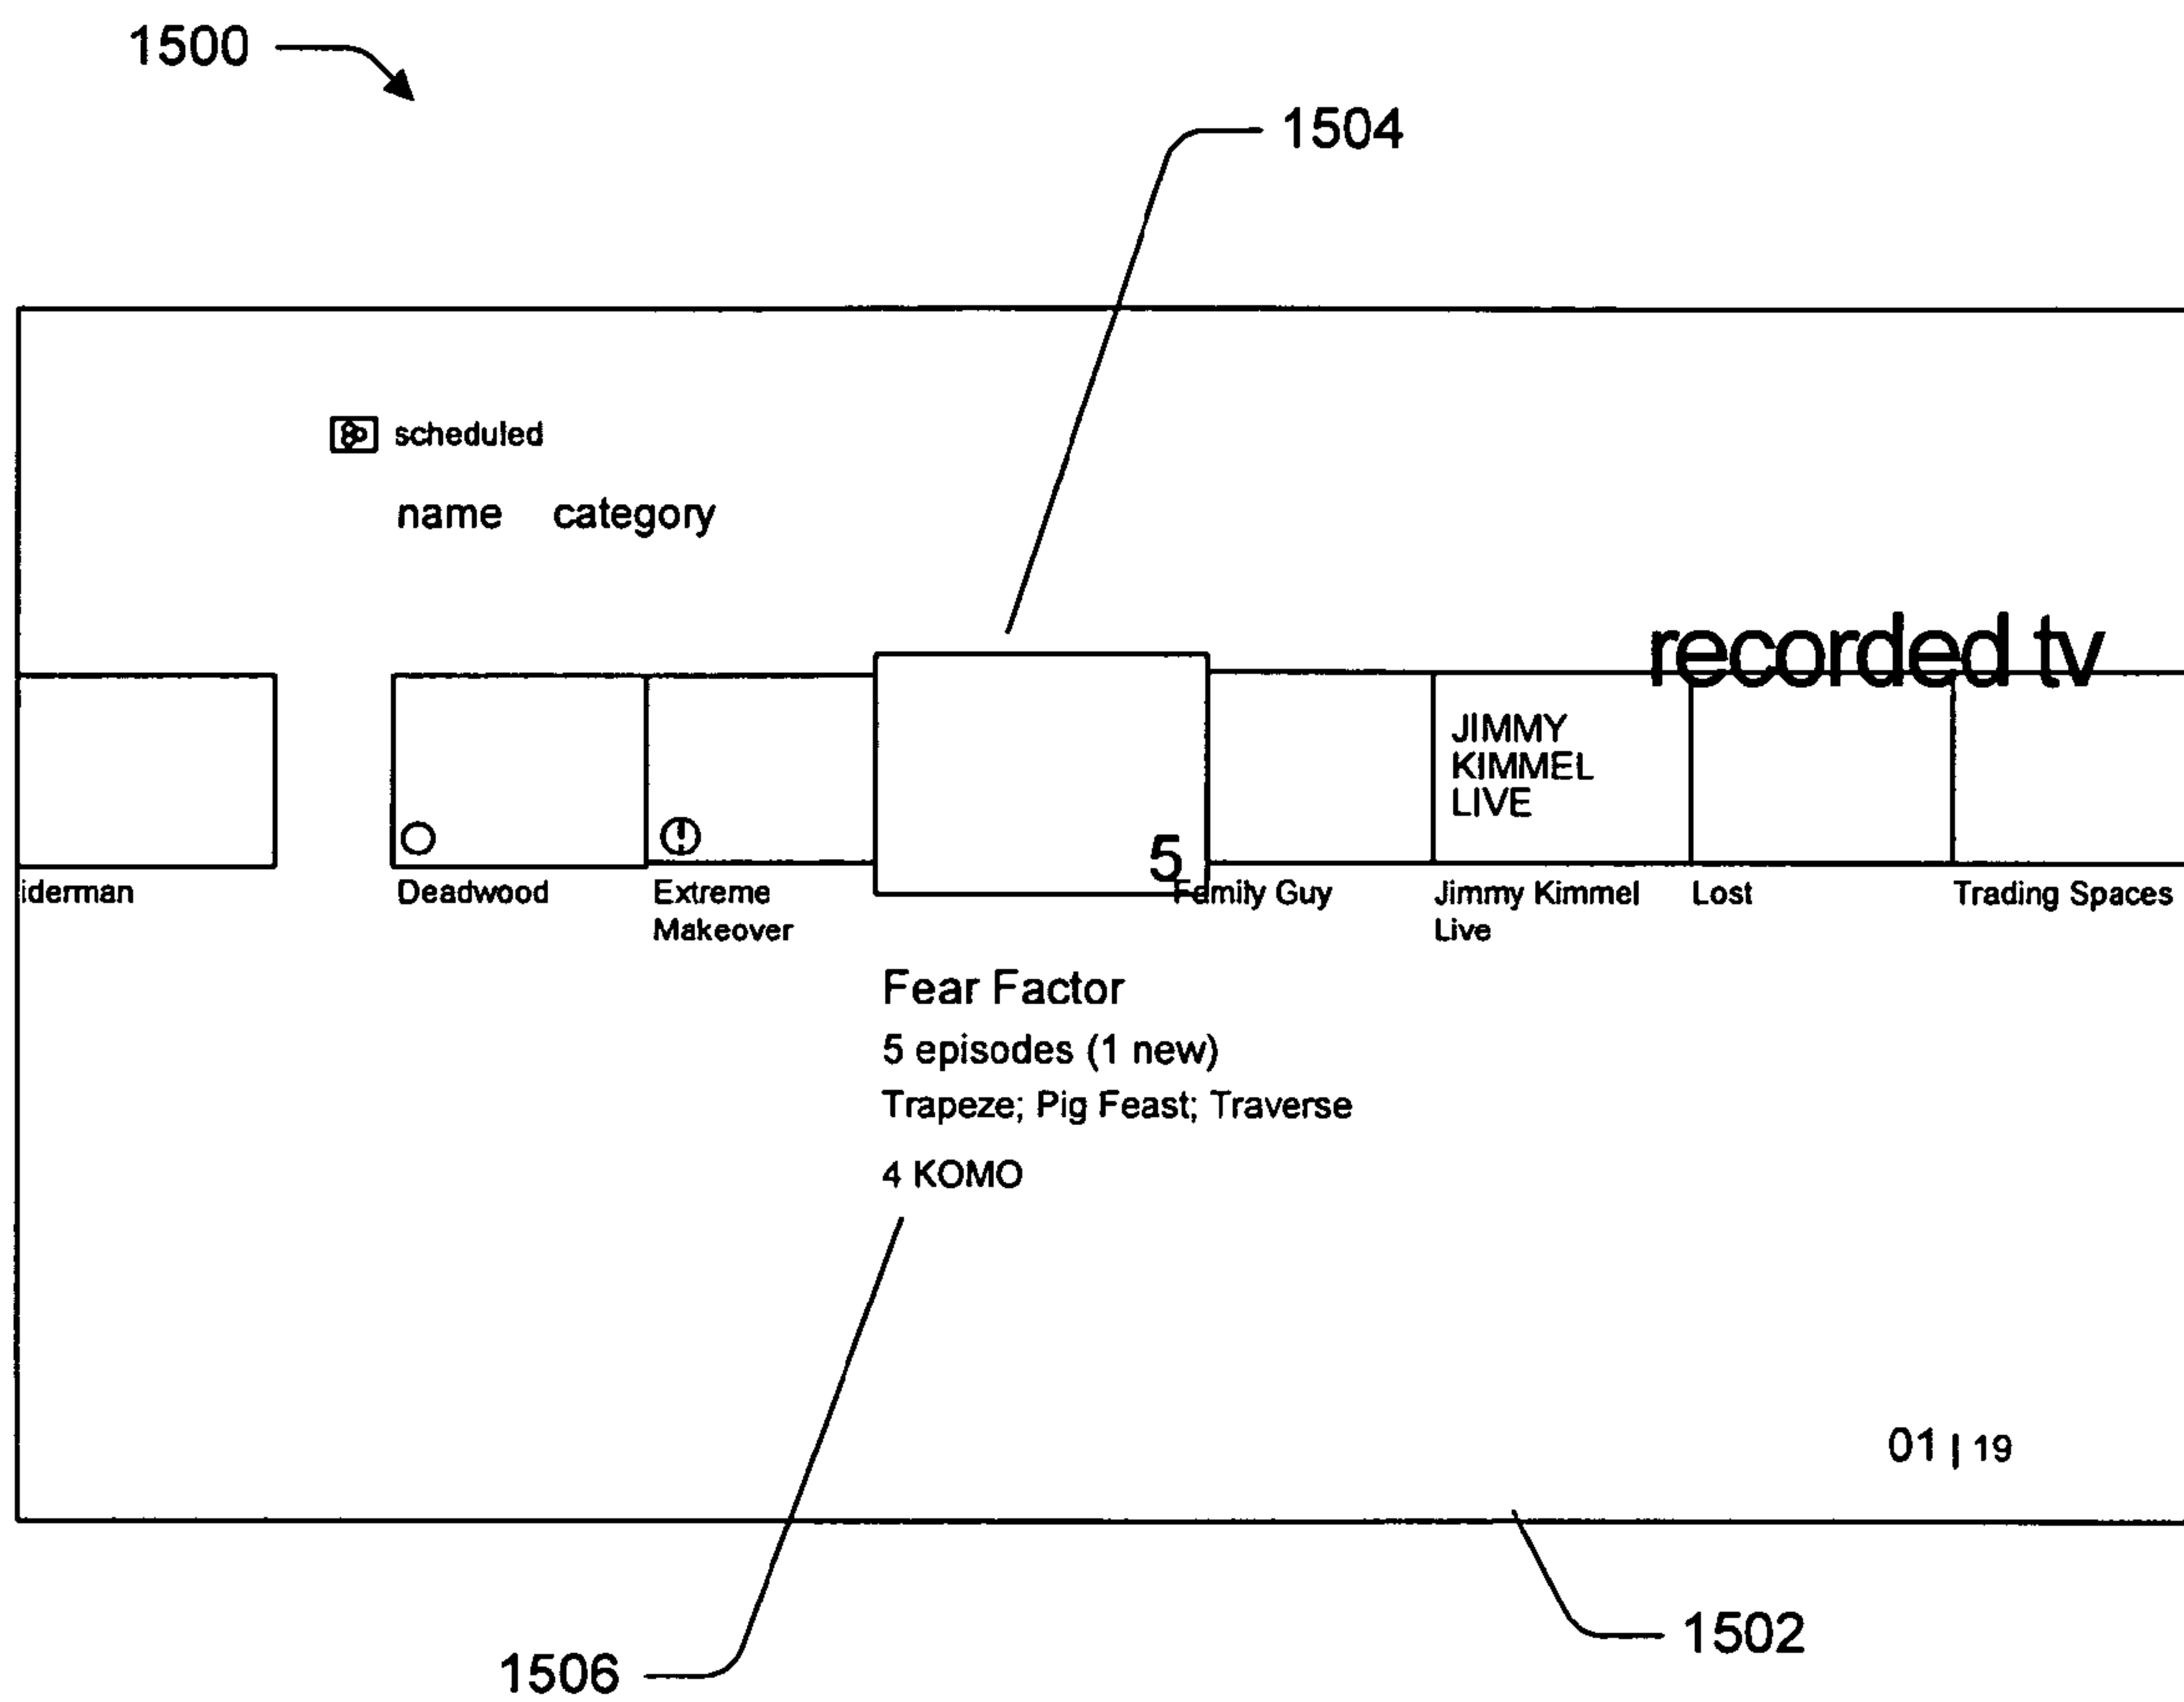 1500
1504
scheduled
name category
recorded tv
JIMMY
KIMMEL
LIVE
5
iderman
Deadwood
Extreme
Makeover
Family Guy
Jimmy Kimmel
Live
Lost
Trading Spaces
Fear Factor
5 episodes (1 new)
Trapeze; Pig Feast; Traverse
4 KOMO
01 | 19
1502
1506